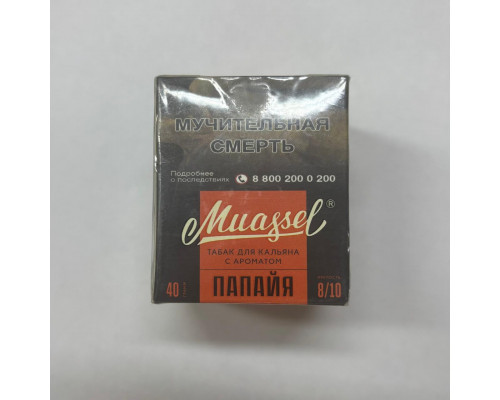 МУЧИТЕЛЬНАЯ
СМЕРТЬ
Подробнее
о последствиях 8 800 200 0 200
Muassel®
ТАБАК ДЛЯ КАЛЬЯНА
С АРОМАТОМ
ПАПАЙЯ
40
8/10